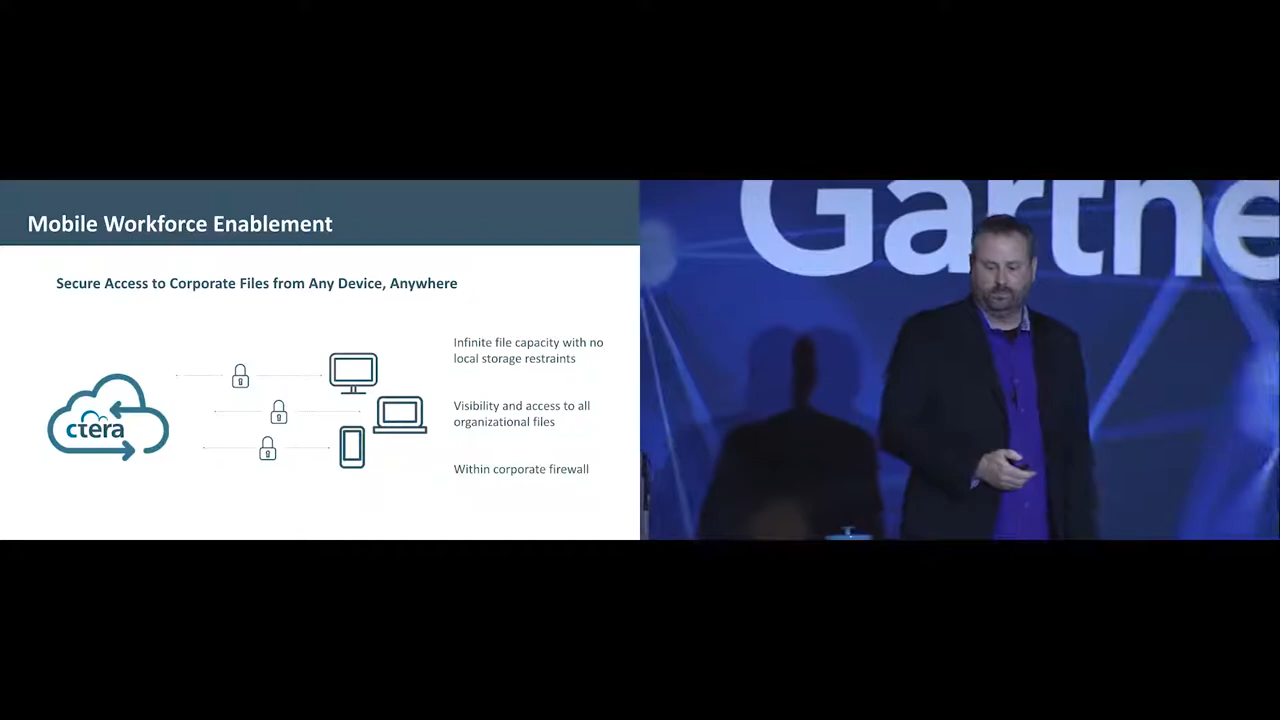 Mobile Workforce Enablement
Secure Access to Corporate Files from Any Device, Anywhere
Infinite file capacity with no
local storage restraints
Visibility and access to all
organizational files
Within corporate firewall
ctera
Gartne